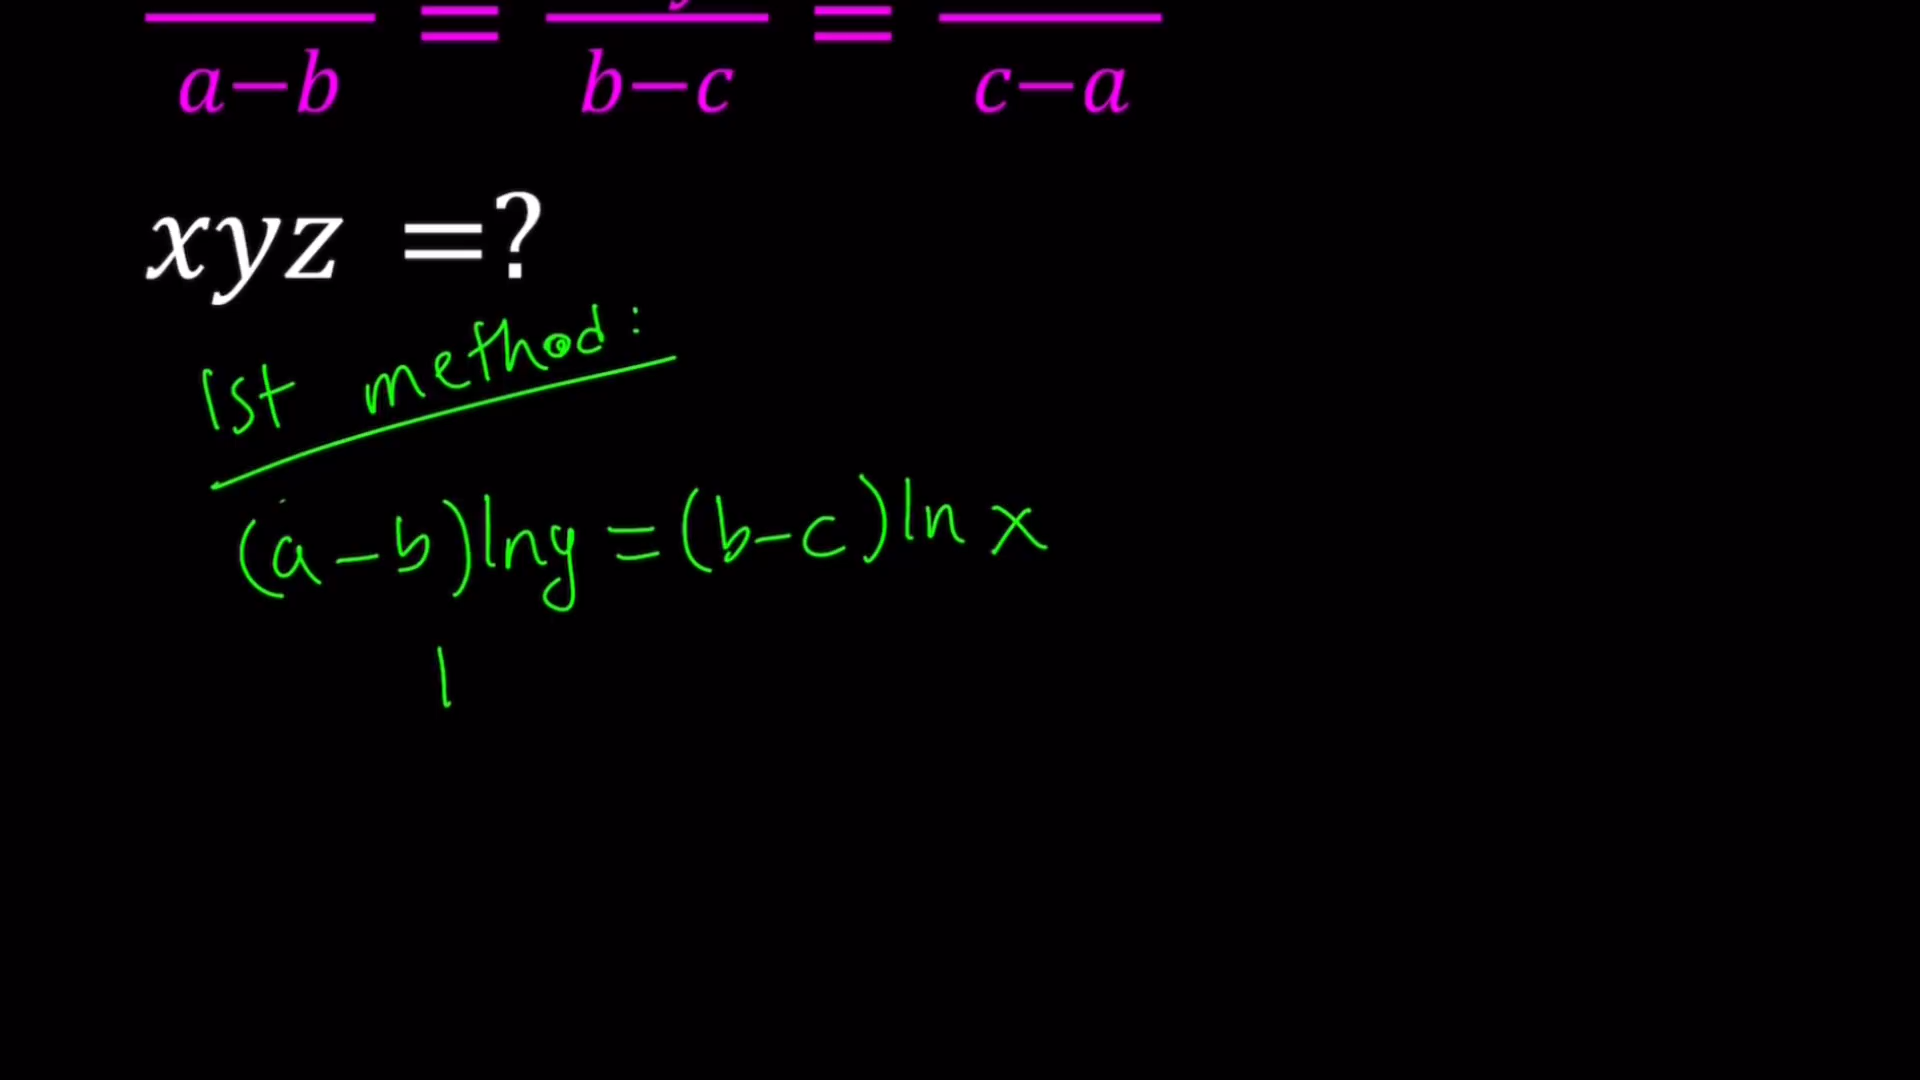 a−b = b−c = c−a
xyz =?
1st method:
(a-b)lny=(b-c)ln x
l